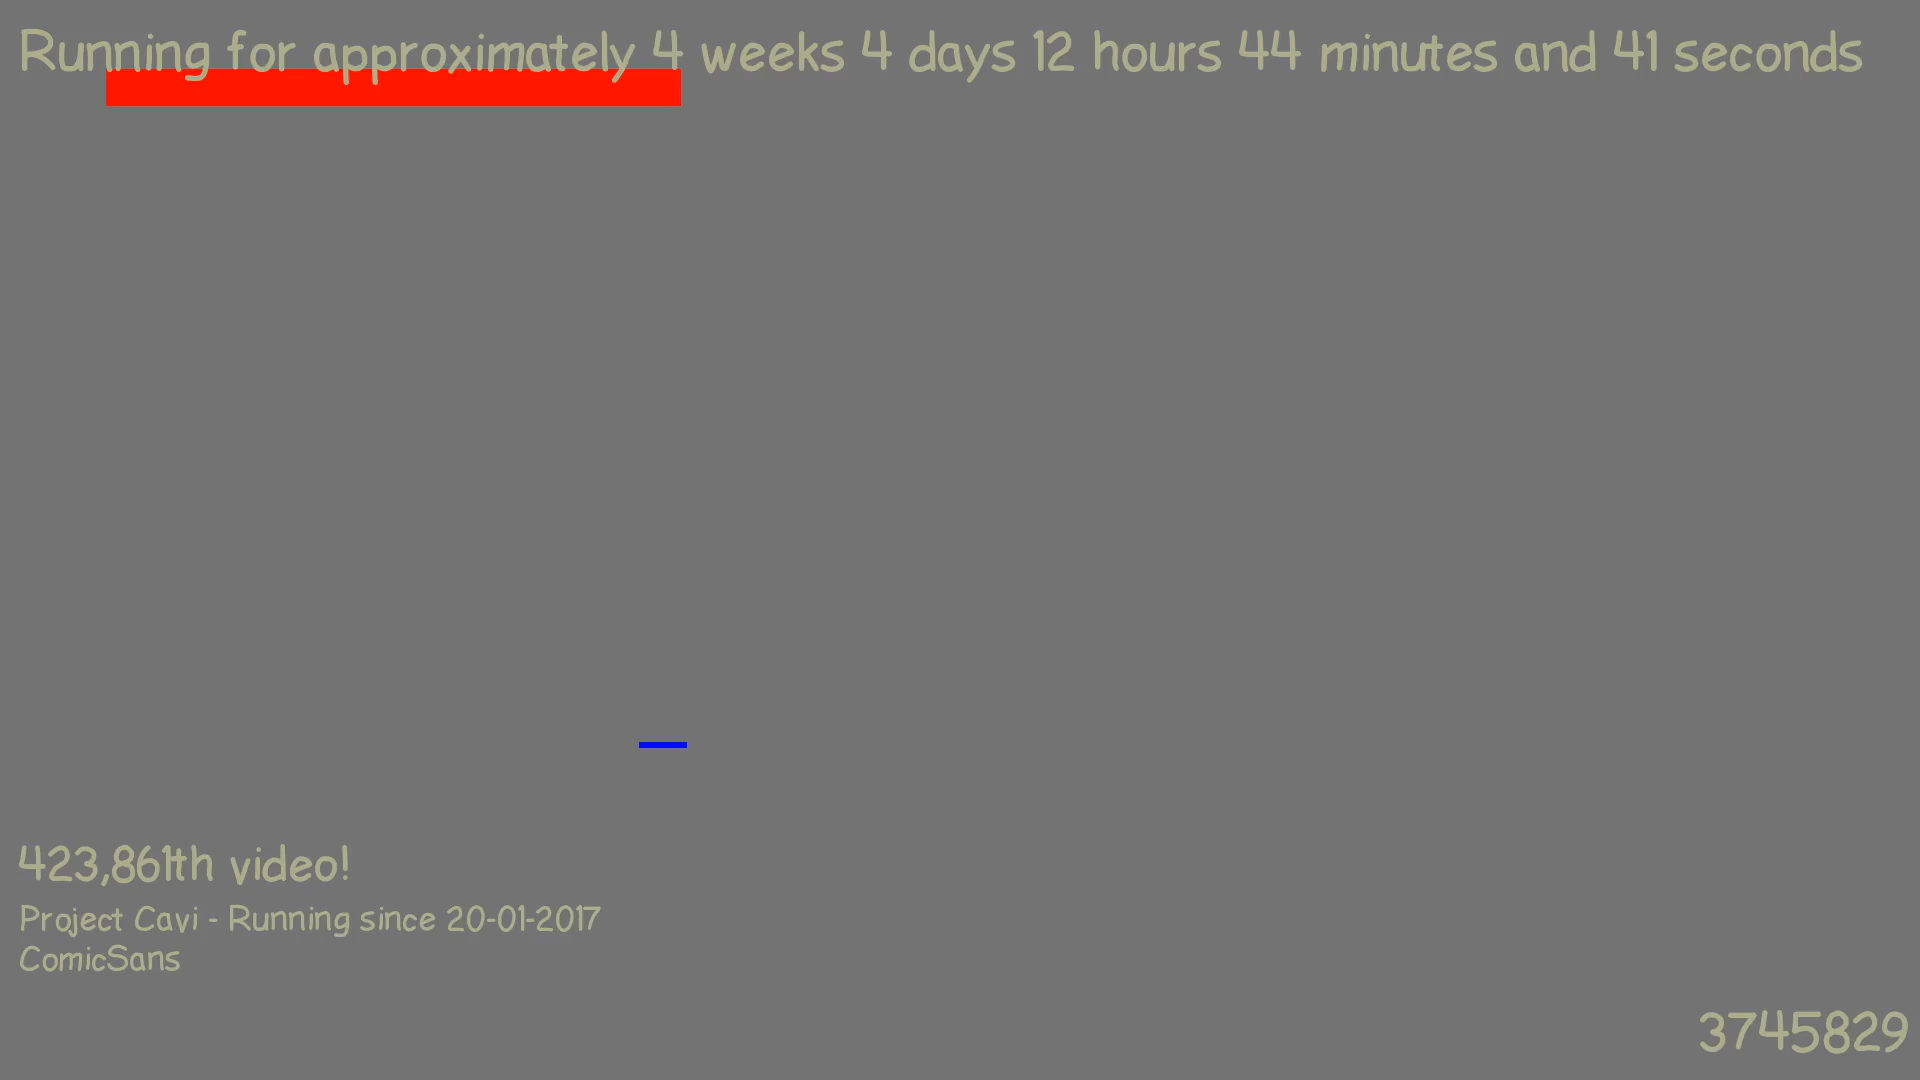 Running for approximately 4 weeks 4 days 12 hours 44 minutes and 41 seconds
423,861th video!
Project Cavi - Running since 20-01-2017
ComicSans
3745829